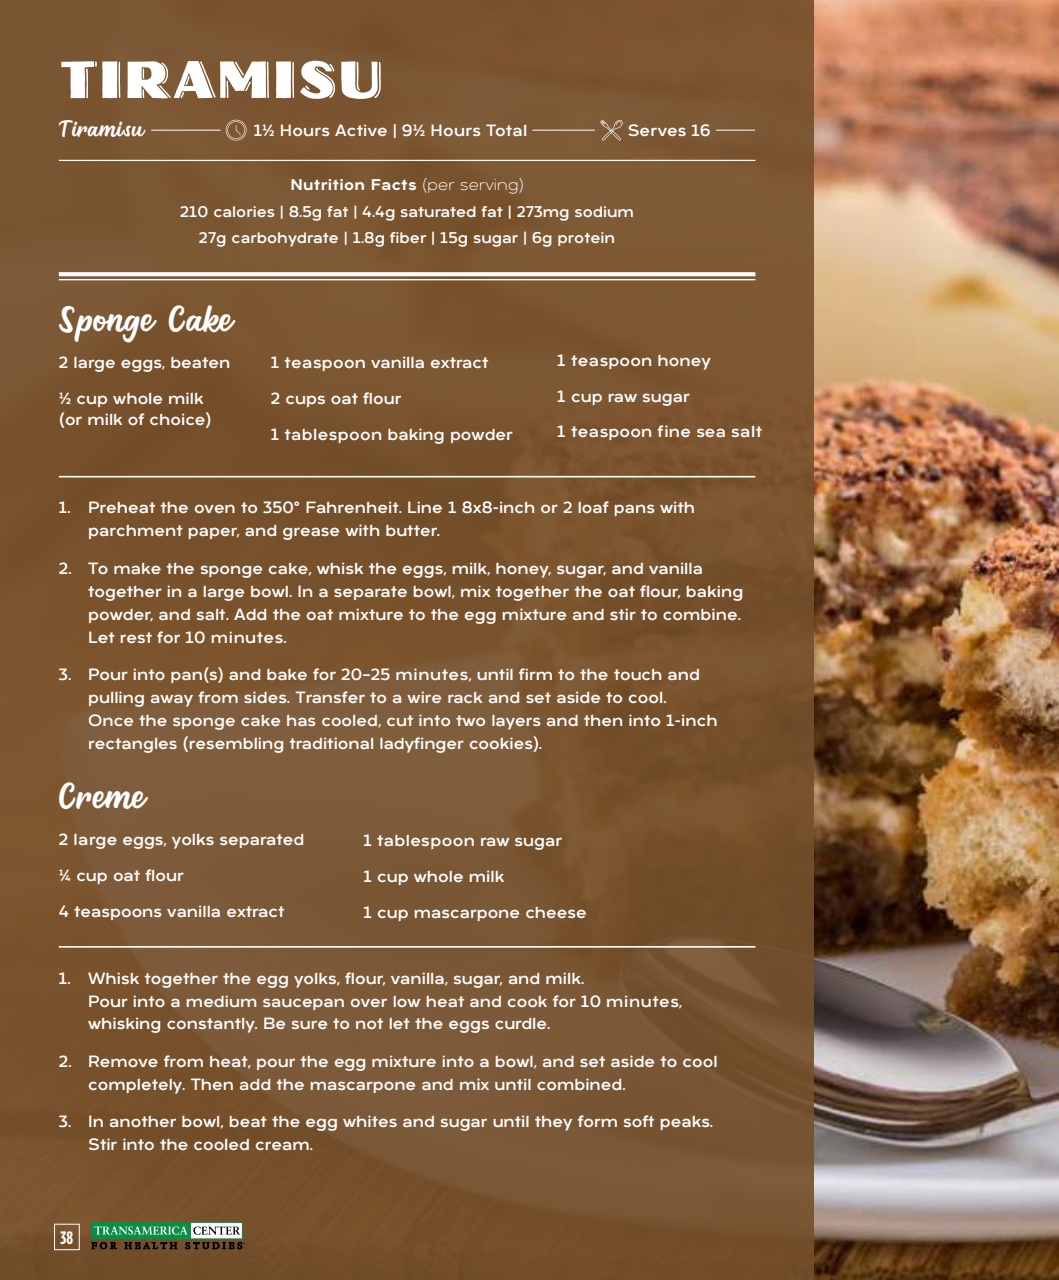 TIRAMISU
Tiramisu 1½ Hours Active | 9½ Hours Total Serves 16
Nutrition Facts (per serving)
210 calories | 8.5g fat | 4.4g saturated fat | 273mg sodium
27g carbohydrate | 1.8g fiber | 15g sugar | 6g protein
Sponge Cake
2 large eggs, beaten
½ cup whole milk
(or milk of choice)
1 teaspoon vanilla extract
2 cups oat flour
1 tablespoon baking powder
1 teaspoon honey
1 cup raw sugar
1 teaspoon fine sea salt
1. Preheat the oven to 350° Fahrenheit. Line 1 8x8-inch or 2 loaf pans with
parchment paper, and grease with butter.
2. To make the sponge cake, whisk the eggs, milk, honey, sugar, and vanilla
together in a large bowl. In a separate bowl, mix together the oat flour, baking
powder, and salt. Add the oat mixture to the egg mixture and stir to combine.
Let rest for 10 minutes.
3. Pour into pan(s) and bake for 20–25 minutes, until firm to the touch and
pulling away from sides. Transfer to a wire rack and set aside to cool.
Once the sponge cake has cooled, cut into two layers and then into 1-inch
rectangles (resembling traditional ladyfinger cookies).
Creme
2 large eggs, yolks separated
¼ cup oat flour
4 teaspoons vanilla extract
1 tablespoon raw sugar
1 cup whole milk
1 cup mascarpone cheese
1. Whisk together the egg yolks, flour, vanilla, sugar, and milk.
Pour into a medium saucepan over low heat and cook for 10 minutes,
whisking constantly. Be sure to not let the eggs curdle.
2. Remove from heat, pour the egg mixture into a bowl, and set aside to cool
completely. Then add the mascarpone and mix until combined.
3. In another bowl, beat the egg whites and sugar until they form soft peaks.
Stir into the cooled cream.
38 TRANSAMERICA CENTER
FOR HEALTH STUDIES